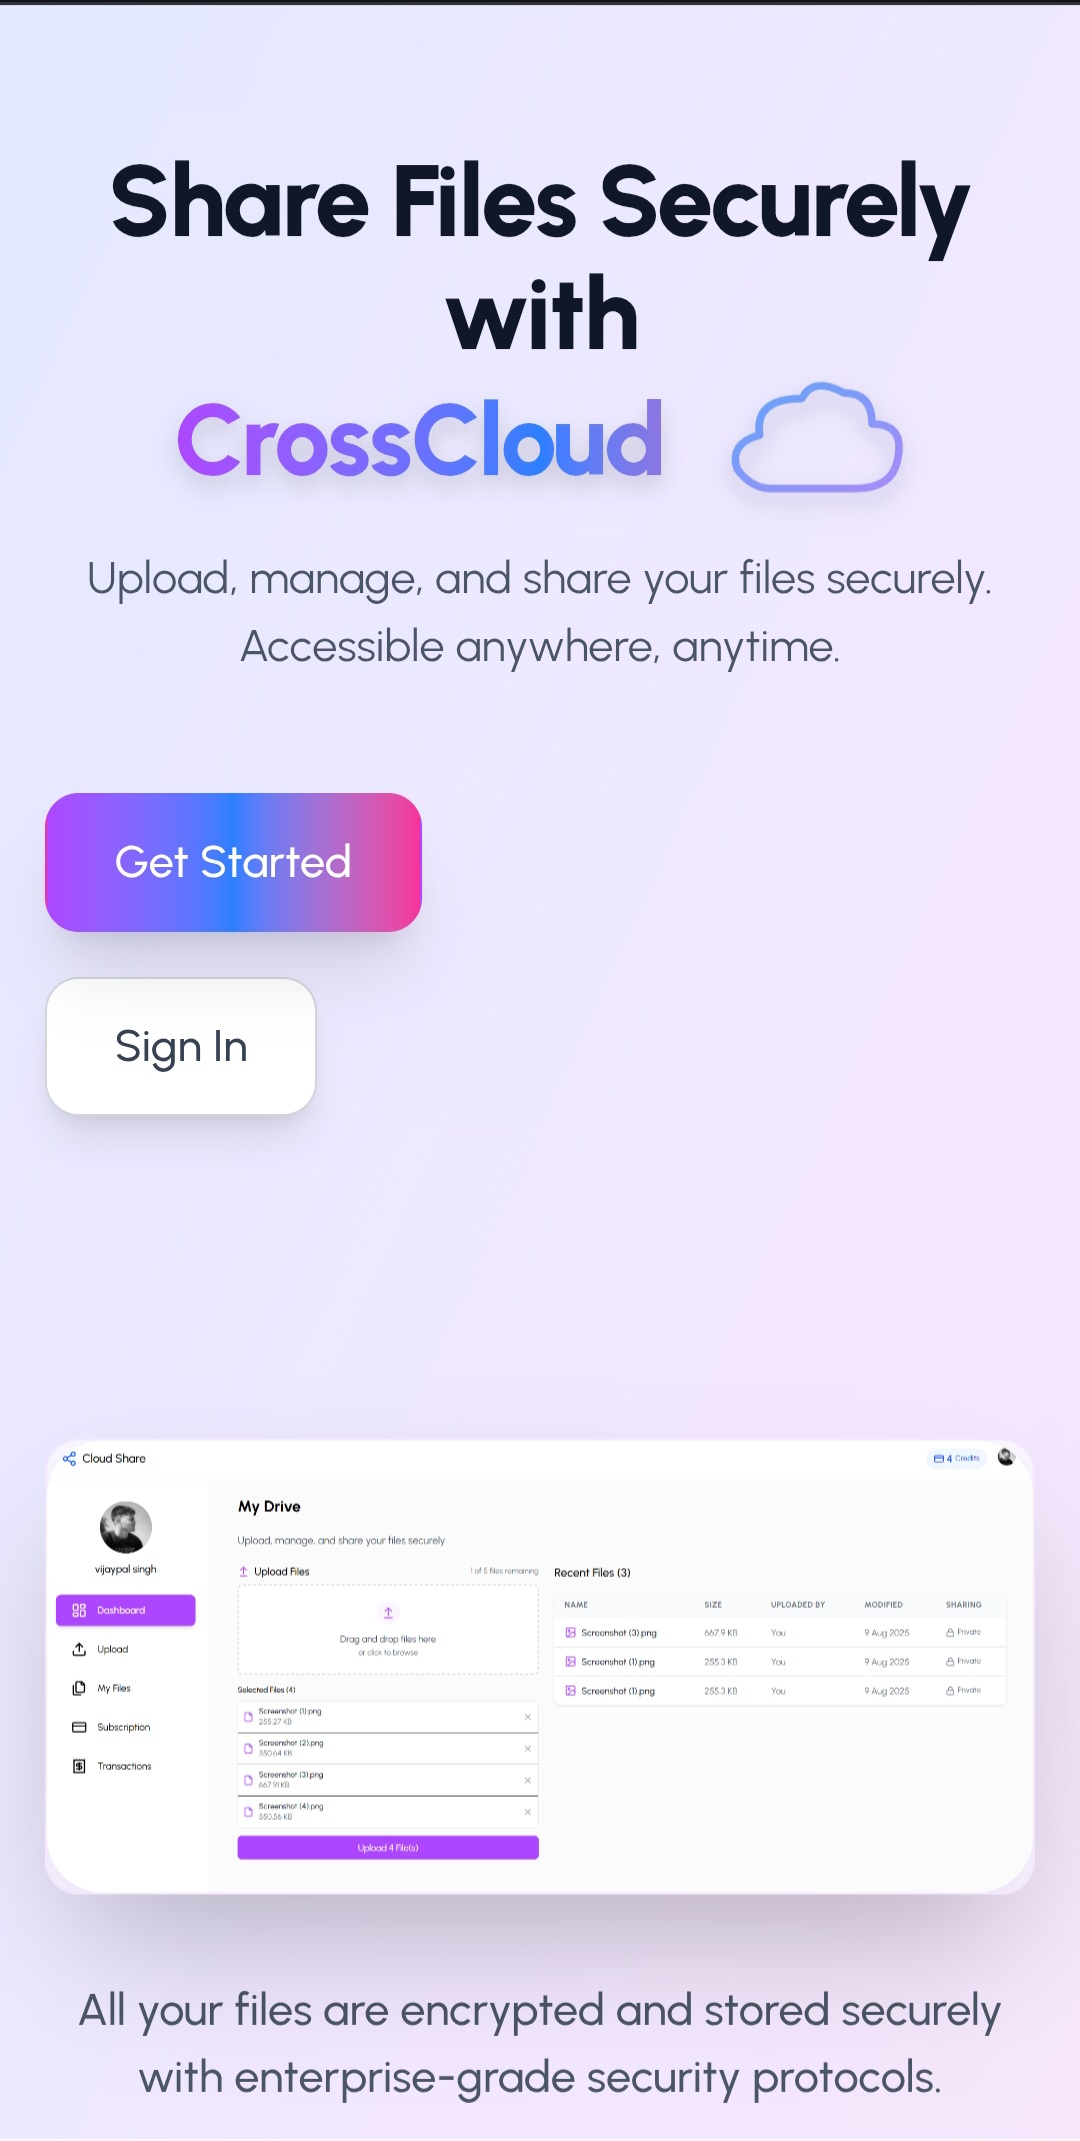 Share Files Securely
with
CrossCloud
Upload, manage, and share your files securely.
Accessible anywhere, anytime.
Get Started
Sign In
Cloud Share
4 Credits
vijaypal singh
Dashboard
Upload
My Files
Subscription
Transactions
My Drive
Upload, manage, and share your files securely
Upload Files
1 of 5 files remaining
Drag and drop files here
or click to browse
Selected Files (4)
Screenshot (1).png
255.27 KB
Screenshot (2).png
550.64 KB
Screenshot (3).png
667.91 KB
Screenshot (4).png
550.56 KB
Upload 4 File(s)
Recent Files (3)
NAME SIZE UPLOADED BY MODIFIED SHARING
Screenshot (3).png 667.9 KB You 9 Aug 2025 Private
Screenshot (1).png 255.3 KB You 9 Aug 2025 Private
Screenshot (1).png 255.3 KB You 9 Aug 2025 Private
All your files are encrypted and stored securely
with enterprise-grade security protocols.